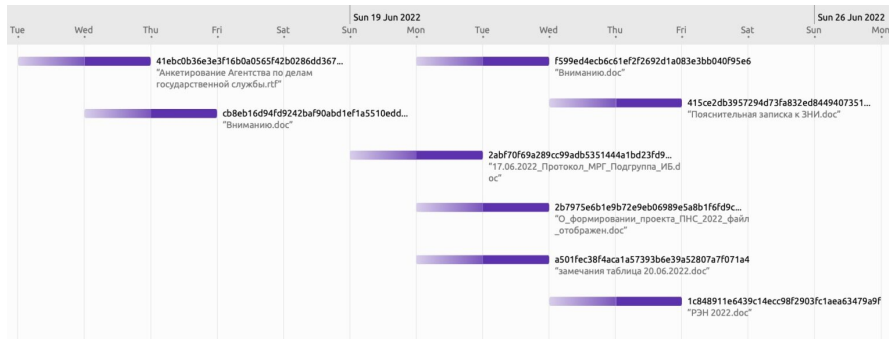 Sun 19 Jun 2022
Sun 26 Jun 2022
Tue Wed Thu Fri Sat Sun Mon Tue Wed Thu Fri Sat Sun Mon
41ebc0b36e3e3f16b0a0565f42b0286dd367...
"Анкетирование Агентства по делам
государственной службы.rtf"
f599ed4ecb6c61ef2f2692d1a083e3bb040f95e6
"Вниманию.doc"
cb8eb16d94fd9242baf90abd1ef1a5510edd...
"Вниманию.doc"
415ce2db3957294d73fa832ed8449407351...
"Пояснительная записка к ЗНИ.doc"
2abf70f69a289cc99adb5351444a1bd23fd9...
"17.06.2022_Протокол_МРГ_Подгруппа_ИБ.d
oc"
2b7975e6b1e9b72e9eb06989e5a8b1f6fd9c...
"О_формировании_проекта_ПНС_2022_файл
_отображен.doc"
a501fec38f4aca1a57393b6e39a52807a7f071a4
"замечания таблица 20.06.2022.doc"
1c848911e6439c14ecc98f2903fc1aea63479a9f
"РЭН 2022.doc"